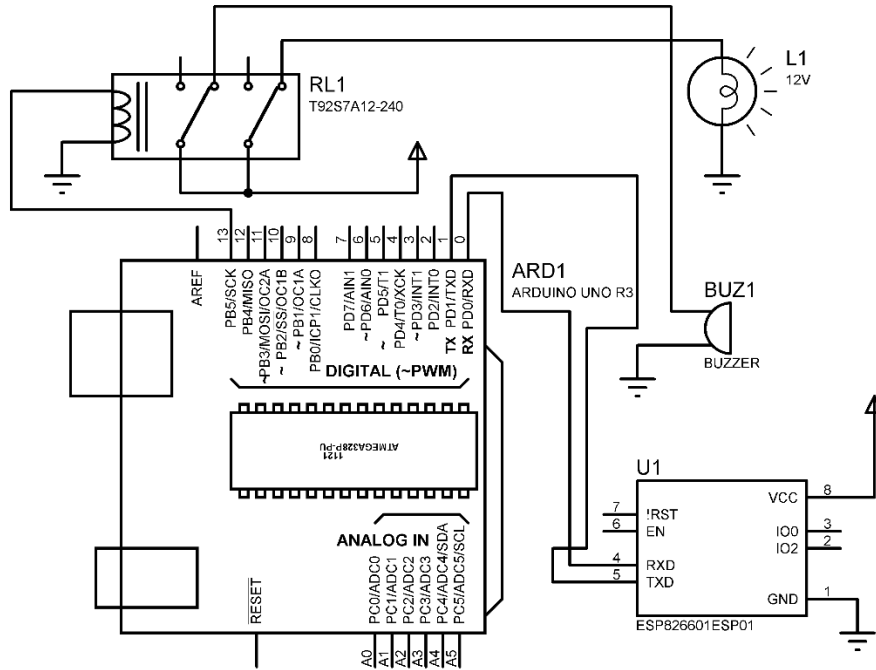 RL1
T92S7A12-240
L1
12V
ARD1
ARDUINO UNO R3
BUZ1
BUZZER
AREF
13
12
11
10
9
8
7
6
5
4
3
2
1
0
PB5/SCK
PB4/MISO
~PB3/MOSI/OC2A
~ PB2/SS/OC1B
~ PB1/OC1A
PB0/ICP1/CLKO
PD7/AIN1
~ PD6/AIN0
~ PD5/T1
PD4/T0/XCK
~ PD3/INT1
PD2/INT0
TX PD1/TXD
RX PD0/RXD
DIGITAL (~PWM)
1121
ATMEGA328P-PU
ANALOG IN
RESET
PC0/ADC0
PC1/ADC1
PC2/ADC2
PC3/ADC3
PC4/ADC4/SDA
PC5/ADC5/SCL
A0
A1
A2
A3
A4
A5
U1
7 !RST
6 EN
4 RXD
5 TXD
VCC 8
IO0 3
IO2 2
GND 1
ESP826601ESP01